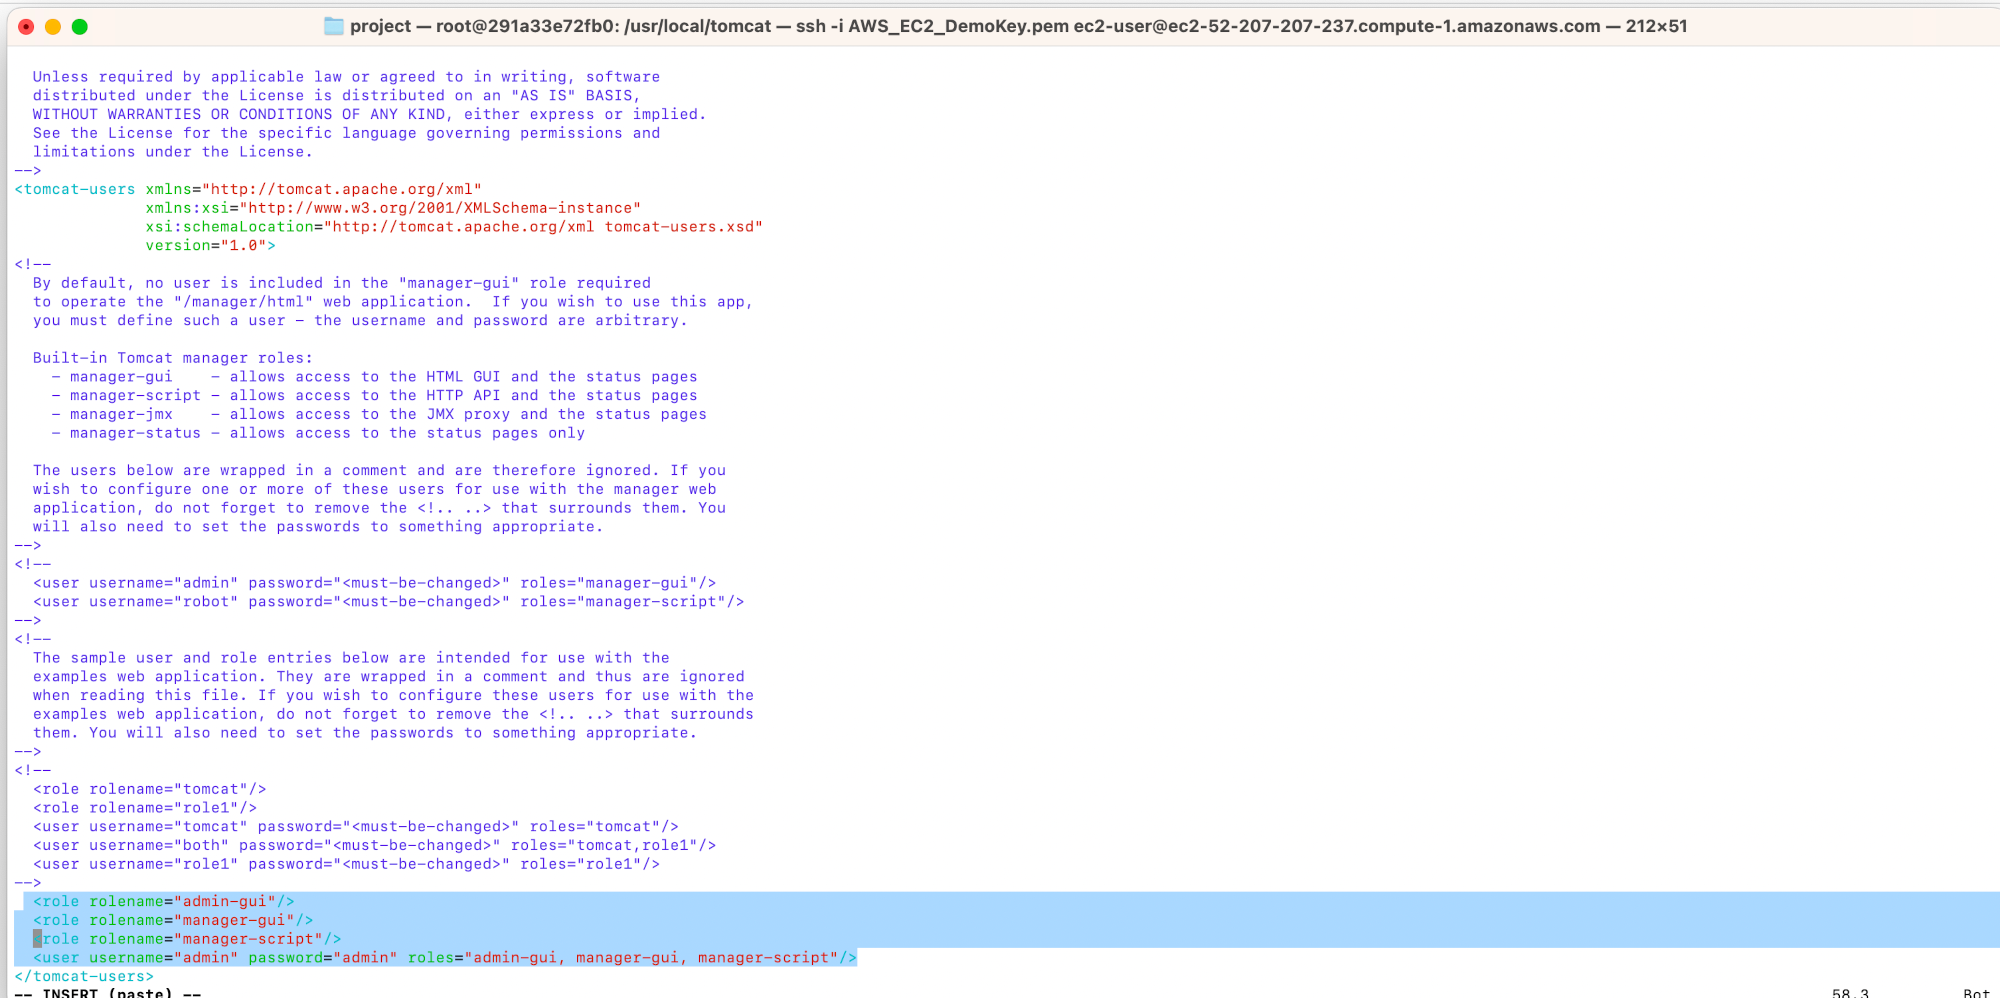 project — root@291a33e72fb0: /usr/local/tomcat — ssh -i AWS_EC2_DemoKey.pem ec2-user@ec2-52-207-207-237.compute-1.amazonaws.com — 212×51
  Unless required by applicable law or agreed to in writing, software
  distributed under the License is distributed on an "AS IS" BASIS,
  WITHOUT WARRANTIES OR CONDITIONS OF ANY KIND, either express or implied.
  See the License for the specific language governing permissions and
  limitations under the License.
-->
<tomcat-users xmlns="http://tomcat.apache.org/xml"
              xmlns:xsi="http://www.w3.org/2001/XMLSchema-instance"
              xsi:schemaLocation="http://tomcat.apache.org/xml tomcat-users.xsd"
              version="1.0">
<!--
  By default, no user is included in the "manager-gui" role required
  to operate the "/manager/html" web application.  If you wish to use this app,
  you must define such a user - the username and password are arbitrary.

  Built-in Tomcat manager roles:
    - manager-gui    - allows access to the HTML GUI and the status pages
    - manager-script - allows access to the HTTP API and the status pages
    - manager-jmx    - allows access to the JMX proxy and the status pages
    - manager-status - allows access to the status pages only

  The users below are wrapped in a comment and are therefore ignored. If you
  wish to configure one or more of these users for use with the manager web
  application, do not forget to remove the <!.. ..> that surrounds them. You
  will also need to set the passwords to something appropriate.
-->
<!--
  <user username="admin" password="<must-be-changed>" roles="manager-gui"/>
  <user username="robot" password="<must-be-changed>" roles="manager-script"/>
-->
<!--
  The sample user and role entries below are intended for use with the
  examples web application. They are wrapped in a comment and thus are ignored
  when reading this file. If you wish to configure these users for use with the
  examples web application, do not forget to remove the <!.. ..> that surrounds
  them. You will also need to set the passwords to something appropriate.
-->
<!--
  <role rolename="tomcat"/>
  <role rolename="role1"/>
  <user username="tomcat" password="<must-be-changed>" roles="tomcat"/>
  <user username="both" password="<must-be-changed>" roles="tomcat,role1"/>
  <user username="role1" password="<must-be-changed>" roles="role1"/>
-->
  <role rolename="admin-gui"/>
  <role rolename="manager-gui"/>
  <role rolename="manager-script"/>
  <user username="admin" password="admin" roles="admin-gui, manager-gui, manager-script"/>
</tomcat-users>
-- INSERT (paste) -- 58,3 Bot